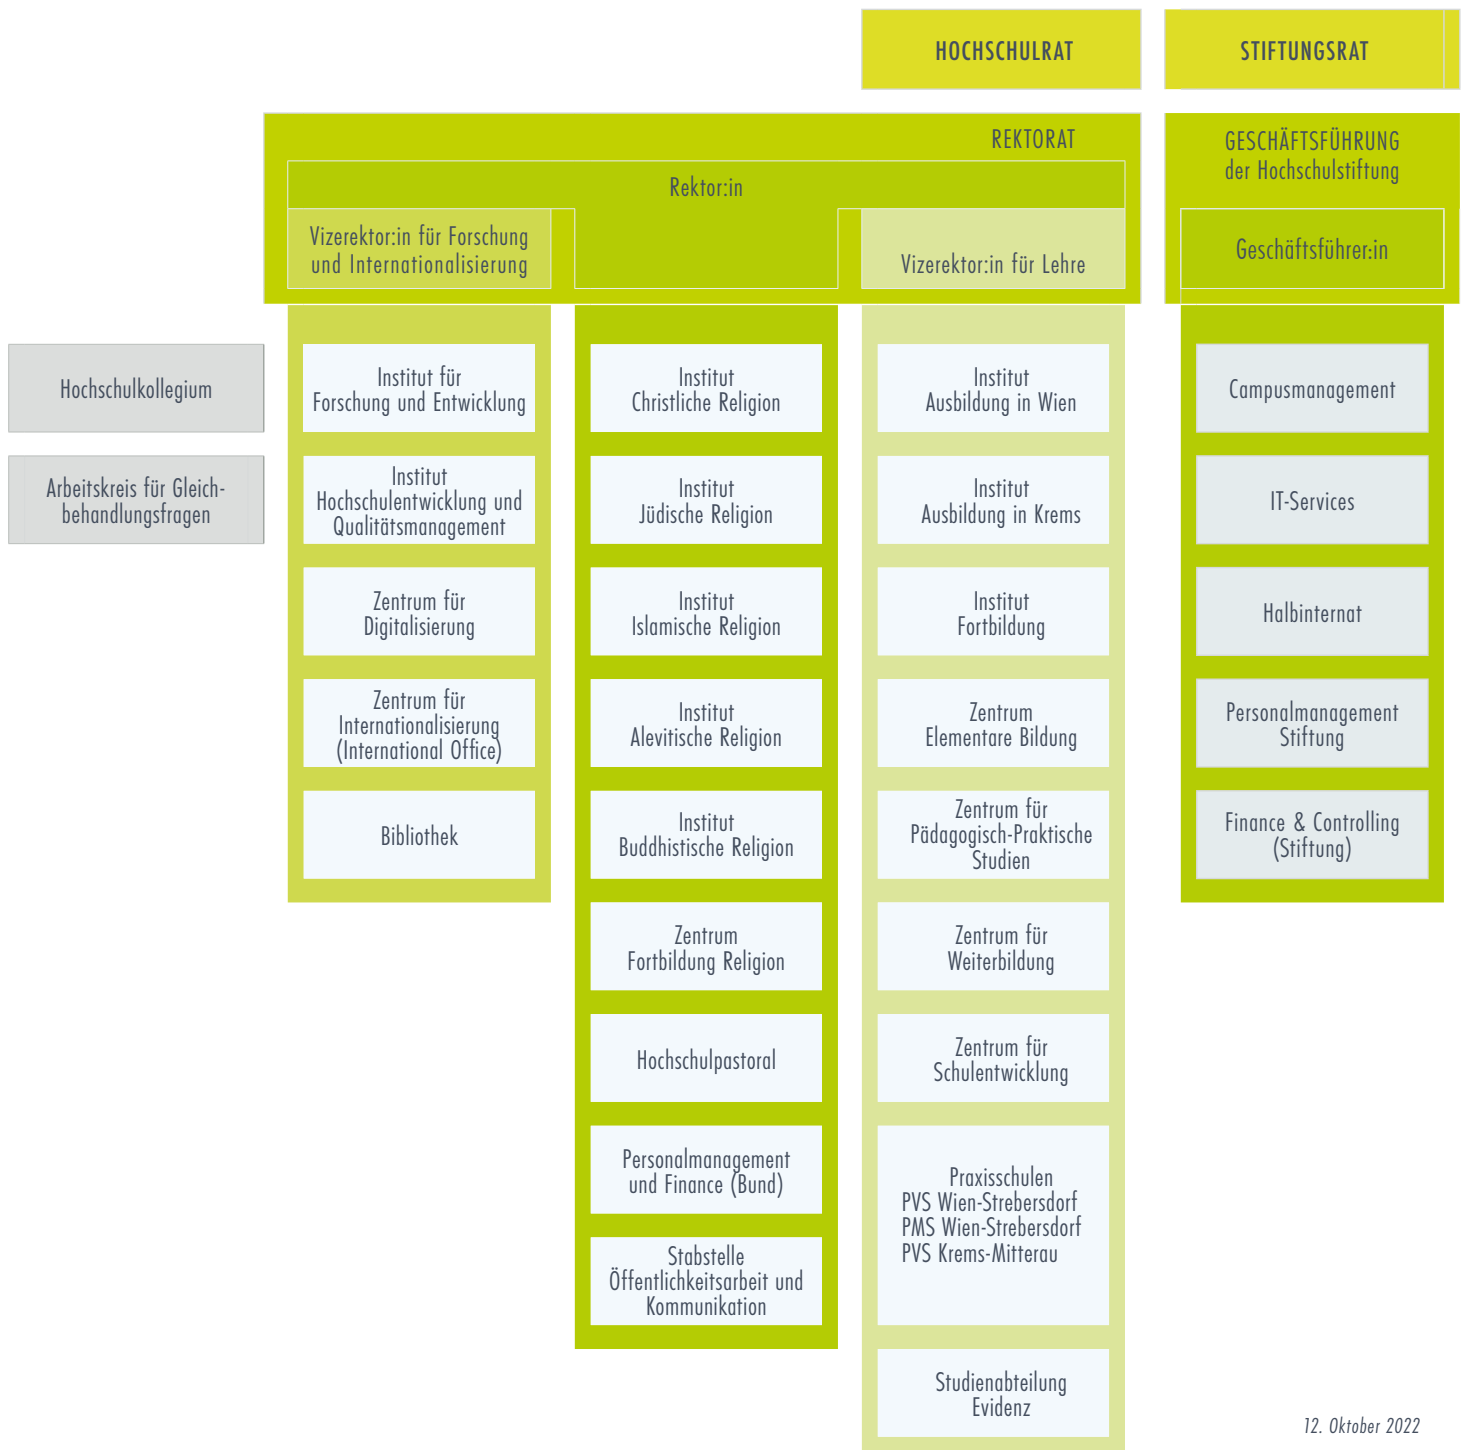 HOCHSCHULRAT
STIFTUNGSRAT
REKTORAT
Rektor:in
Vizerektor:in für Forschung
und Internationalisierung
Vizerektor:in für Lehre
GESCHÄFTSFÜHRUNG
der Hochschulstiftung
Geschäftsführer:in
Hochschulkollegium
Arbeitskreis für Gleich-
behandlungsfragen
Institut für
Forschung und Entwicklung
Institut
Hochschulentwicklung und
Qualitätsmanagement
Zentrum für
Digitalisierung
Zentrum für
Internationalisierung
(International Office)
Bibliothek
Institut
Christliche Religion
Institut
Jüdische Religion
Institut
Islamische Religion
Institut
Alevitische Religion
Institut
Buddhistische Religion
Zentrum
Fortbildung Religion
Hochschulpastoral
Personalmanagement
und Finance (Bund)
Stabstelle
Öffentlichkeitsarbeit und
Kommunikation
Institut
Ausbildung in Wien
Institut
Ausbildung in Krems
Institut
Fortbildung
Zentrum
Elementare Bildung
Zentrum für
Pädagogisch-Praktische
Studien
Zentrum für
Weiterbildung
Zentrum für
Schulentwicklung
Praxisschulen
PVS Wien-Strebersdorf
PMS Wien-Strebersdorf
PVS Krems-Mitterau
Studienabteilung
Evidenz
Campusmanagement
IT-Services
Halbinternat
Personalmanagement
Stiftung
Finance & Controlling
(Stiftung)
12. Oktober 2022